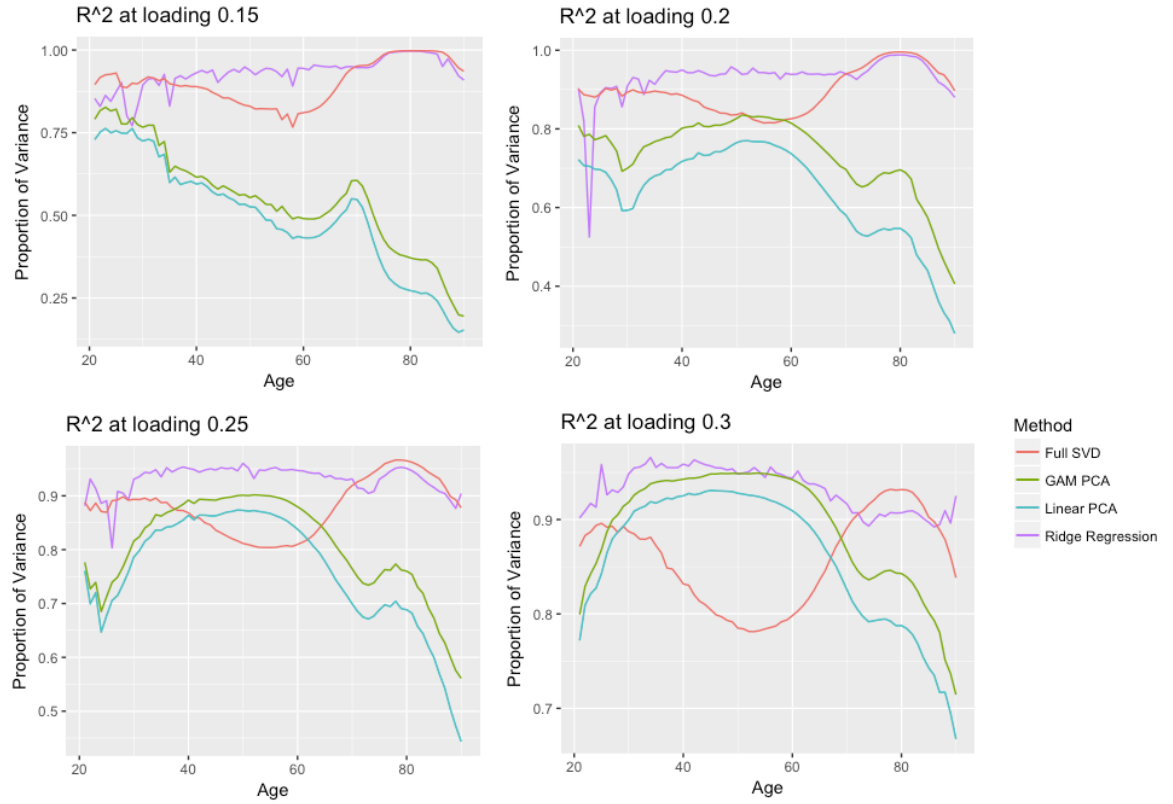 R^2 at loading 0.15
Proportion of Variance
1.00
0.75
0.50
0.25
20 40 60 80
Age
R^2 at loading 0.2
Proportion of Variance
1.0
0.8
0.6
0.4
20 40 60 80
Age
R^2 at loading 0.25
Proportion of Variance
0.9
0.8
0.7
0.6
0.5
20 40 60 80
Age
R^2 at loading 0.3
Proportion of Variance
0.9
0.8
0.7
20 40 60 80
Age
Method
Full SVD
GAM PCA
Linear PCA
Ridge Regression